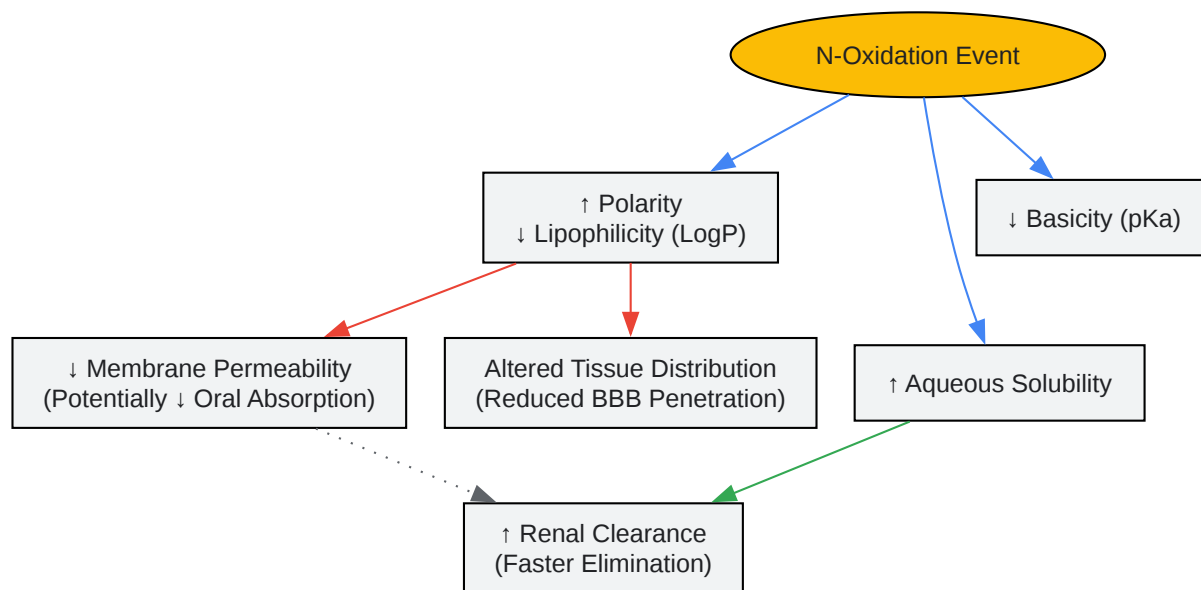 N-Oxidation Event
↑ Polarity
↓ Lipophilicity (LogP)
↓ Basicity (pKa)
↓ Membrane Permeability
(Potentially ↓ Oral Absorption)
Altered Tissue Distribution
(Reduced BBB Penetration)
↑ Aqueous Solubility
↑ Renal Clearance
(Faster Elimination)